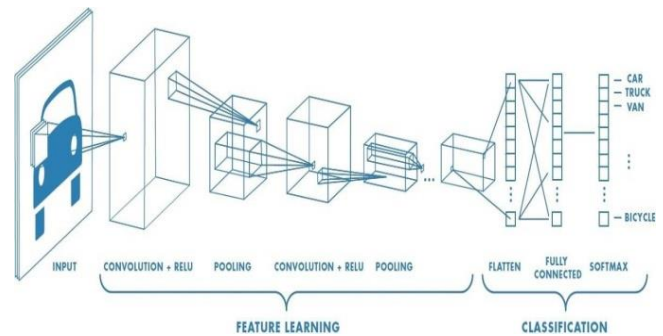 CAR
TRUCK
VAN
BICYCLE
INPUT CONVOLUTION + RELU POOLING CONVOLUTION + RELU POOLING FLATTEN FULLY CONNECTED SOFTMAX
FEATURE LEARNING CLASSIFICATION